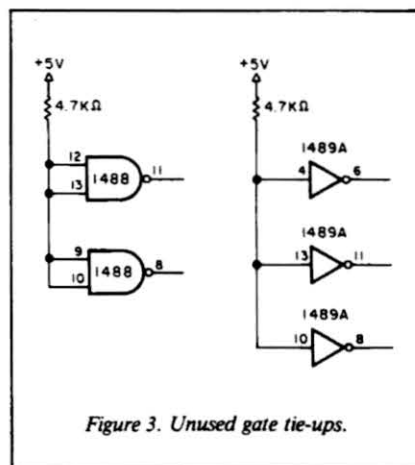 +5V
4.7KΩ
12
13
1488
11
9
10
1488
8
+5V
4.7KΩ
1489A
4
6
1489A
13
11
1489A
10
8
Figure 3. Unused gate tie-ups.